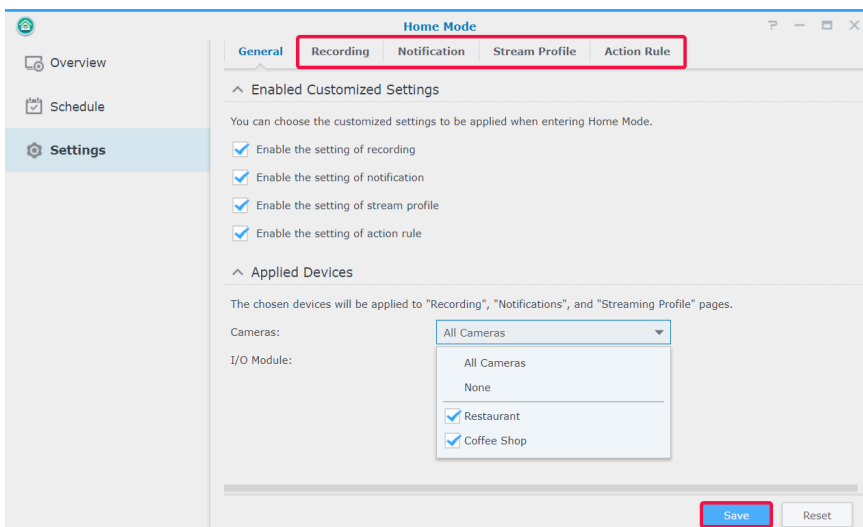 Home Mode
?
Overview
Schedule
Settings
General Recording Notification Stream Profile Action Rule
Enabled Customized Settings
You can choose the customized settings to be applied when entering Home Mode.
Enable the setting of recording
Enable the setting of notification
Enable the setting of stream profile
Enable the setting of action rule
Applied Devices
The chosen devices will be applied to "Recording", "Notifications", and "Streaming Profile" pages.
Cameras: All Cameras
I/O Module:
All Cameras
None
Restaurant
Coffee Shop
Save Reset